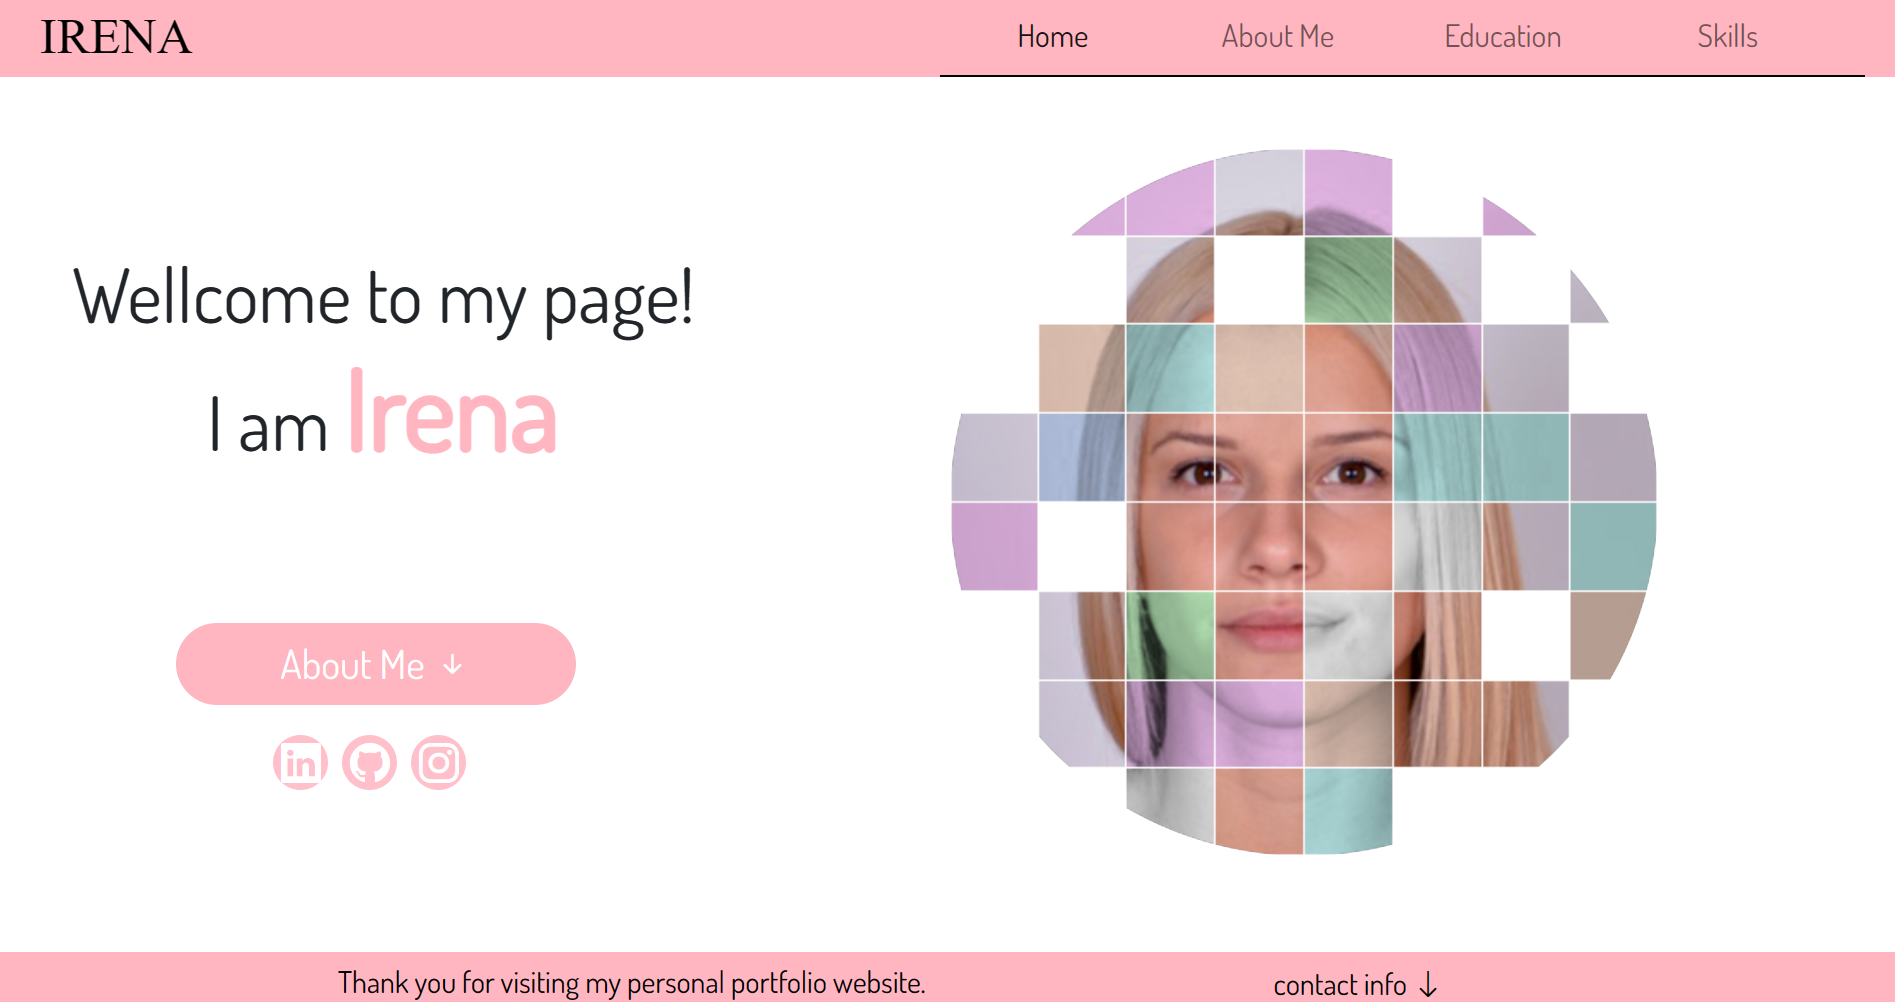 IRENA
Home
About Me
Education
Skills
Wellcome to my page!
I am Irena
About Me ↓
in
Thank you for visiting my personal portfolio website.
contact info ↓